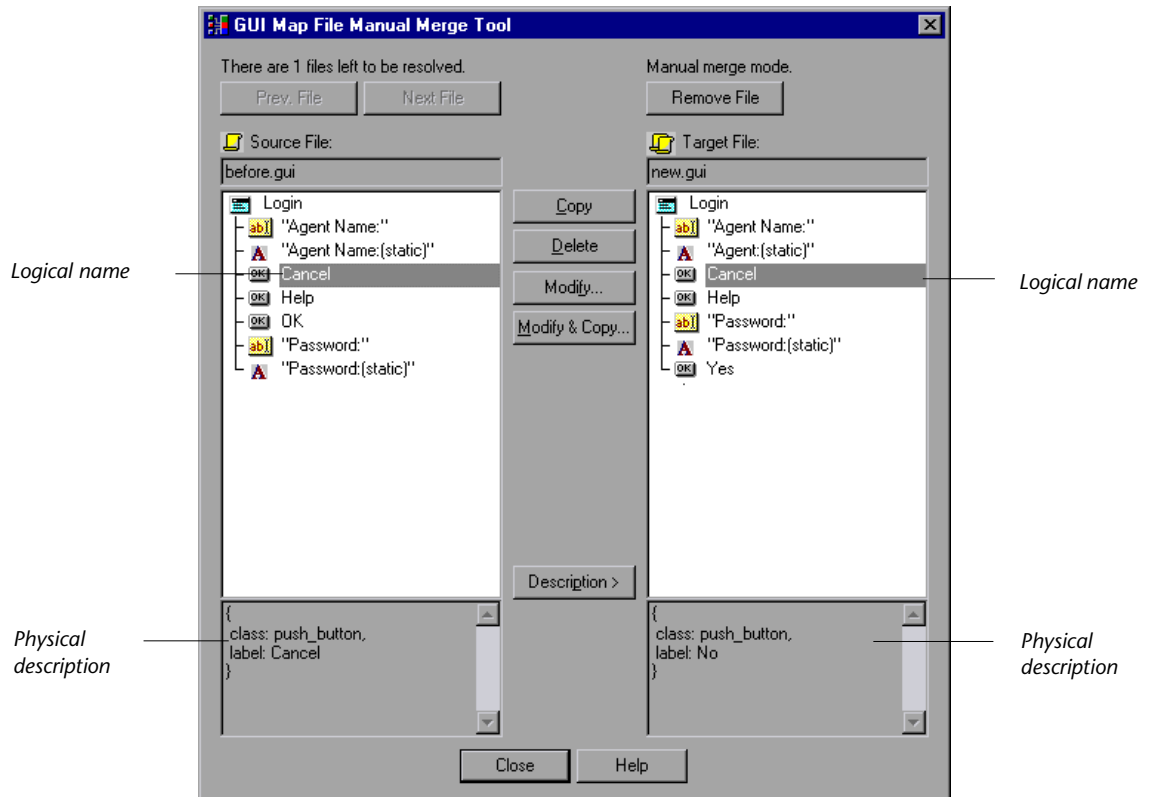 GUI Map File Manual Merge Tool
There are 1 files left to be resolved.
Manual merge mode.
Prev. File
Next File
Remove File
Source File:
Target File:
before.gui
new.gui
Login
"Agent Name:"
"Agent Name:(static)"
Cancel
Help
OK
"Password:"
"Password:(static)"
Copy
Delete
Modify...
Modify & Copy...
Description >
Login
"Agent Name:"
"Agent:(static)"
Cancel
Help
"Password:"
"Password:(static)"
Yes
Logical name
Logical name
{
class: push_button,
label: Cancel
}
{
class: push_button,
label: No
}
Physical
description
Physical
description
Close
Help